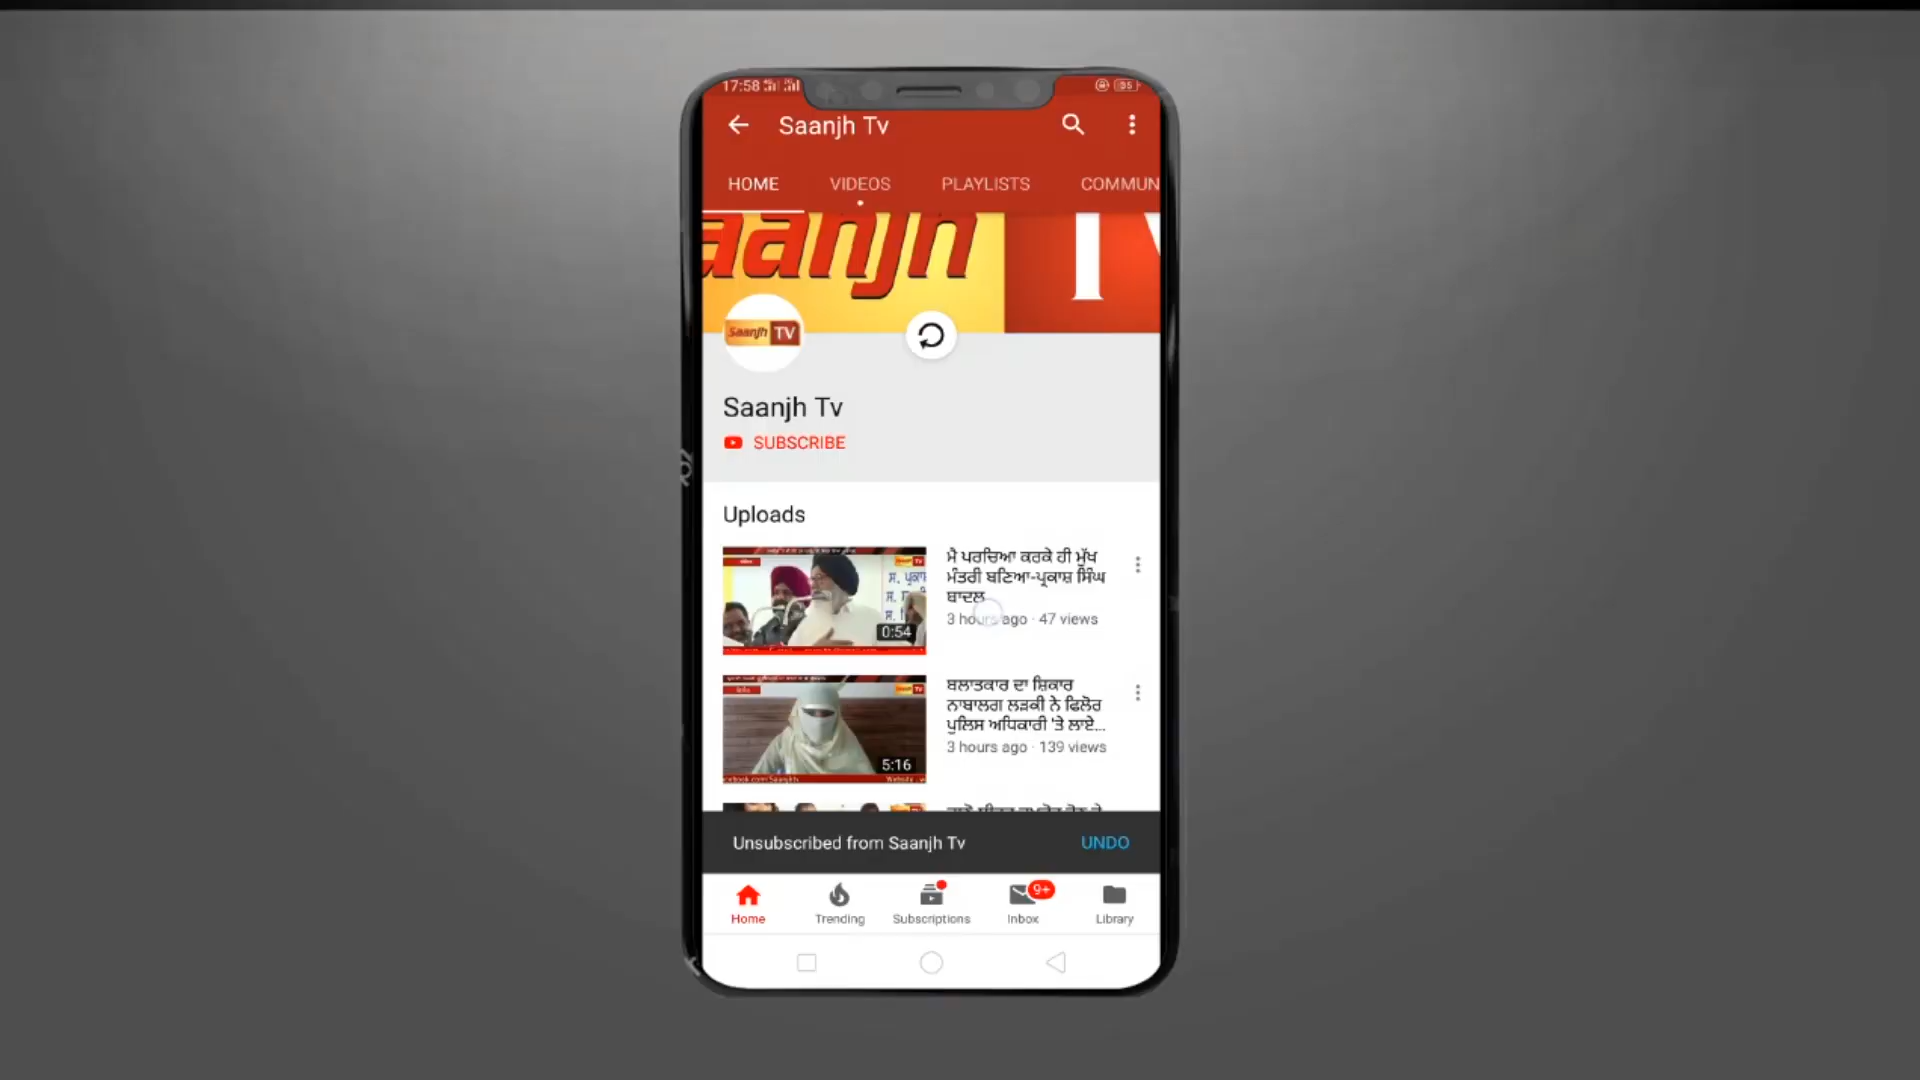 17:58
Saanjh Tv
HOME VIDEOS PLAYLISTS COMMUN
aanjh T
Saanjh TV
Saanjh Tv
SUBSCRIBE
Uploads
ਮੈ ਪਰਚਿਆ ਕਰਕੇ ਹੀ ਮੁੱਖ
ਮੰਤਰੀ ਬਣਿਆ-ਪ੍ਰਕਾਸ਼ ਸਿੰਘ
ਬਾਦਲ
3 hours ago · 47 views
0:54
ਬਲਾਤਕਾਰ ਦਾ ਸ਼ਿਕਾਰ
ਨਾਬਾਲਗ ਲੜਕੀ ਨੇ ਫਿਲੋਰ
ਪੁਲਿਸ ਅਧਿਕਾਰੀ 'ਤੇ ਲਾਏ...
3 hours ago · 139 views
5:16
Unsubscribed from Saanjh Tv UNDO
9+
Home Trending Subscriptions Inbox Library